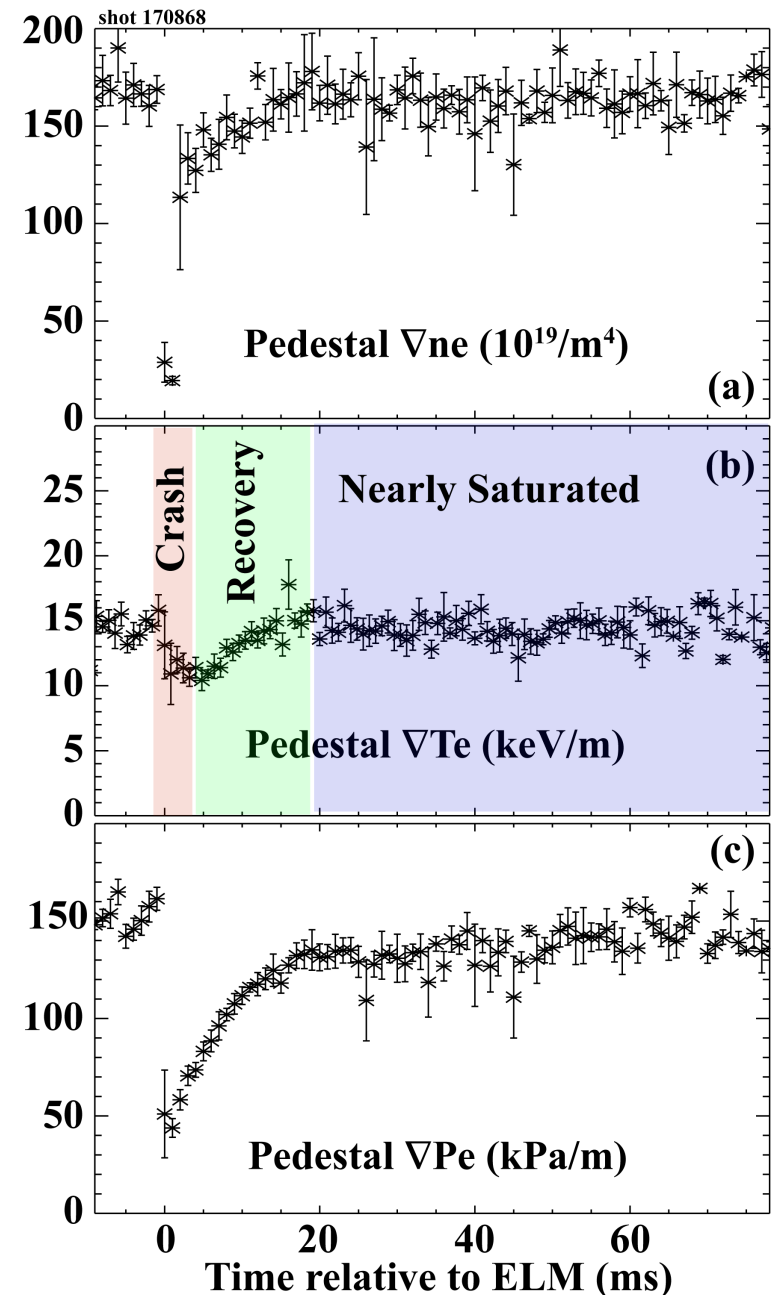 shot 170868
200
150
100
50
0
Pedestal ∇ne (10¹⁹/m⁴)
(a)
25
20
15
10
5
0
Crash
Recovery
Nearly Saturated
(b)
Pedestal ∇Te (keV/m)
150
100
50
0
(c)
Pedestal ∇Pe (kPa/m)
0 20 40 60
Time relative to ELM (ms)